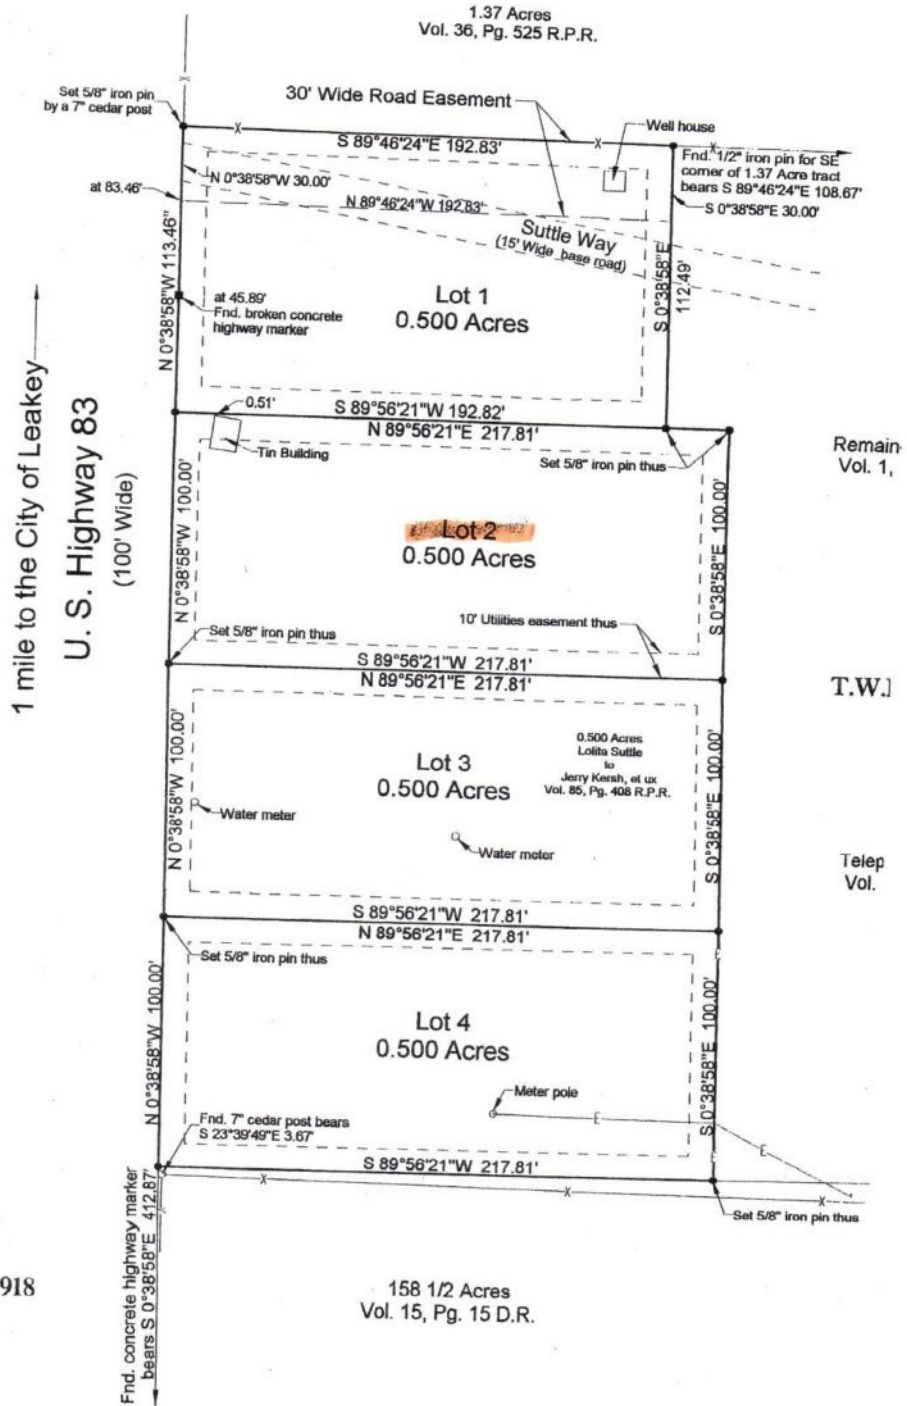 1.37 Acres
Vol. 36, Pg. 525 R.P.R.
Set 5/8" iron pin
by a 7" cedar post
30' Wide Road Easement
Well house
S 89°46'24"E 192.83'
Fnd. 1/2" iron pin for SE
corner of 1.37 Acre tract
bears S 89°46'24"E 108.67'
N 0°38'58"W 30.00'
at 83.46'
N 89°46'24"W 192.83'
S 0°38'58"E 30.00'
Suttle Way
(15' Wide base road)
N 0°38'58"W 113.46"
S 0°38'58"E
112.49'
Lot 1
0.500 Acres
at 45.89'
Fnd. broken concrete
highway marker
1 mile to the City of Leakey
U. S. Highway 83
(100' Wide)
0.51'
S 89°56'21"W 192.82'
N 89°56'21"E 217.81'
Tin Building
Set 5/8" iron pin thus
Remain
Vol. 1,
N 0°38'58"W 100.00'
Lot 2
0.500 Acres
S 0°38'58"E 100.00'
10' Utilities easement thus
Set 5/8" iron pin thus
S 89°56'21"W 217.81'
N 89°56'21"E 217.81'
T.W.
N 0°38'58"W 100.00'
Lot 3
0.500 Acres
0.500 Acres
Lolita Suttle
to
Jerry Kersh, et ux
Vol. 85, Pg. 408 R.P.R.
S 0°38'58"E 100.00'
Water meter
Water meter
Telep
Vol.
S 89°56'21"W 217.81'
N 89°56'21"E 217.81'
Set 5/8" iron pin thus
N 0°38'58"W 100.00'
Lot 4
0.500 Acres
S 0°38'58"E 100.00'
Meter pole
Fnd. 7" cedar post bears
S 23°39'49"E 3.67'
S 89°56'21"W 217.81'
Set 5/8" iron pin thus
Fnd. concrete highway marker
bears S 0°38'58"E 412.87'
918
158 1/2 Acres
Vol. 15, Pg. 15 D.R.